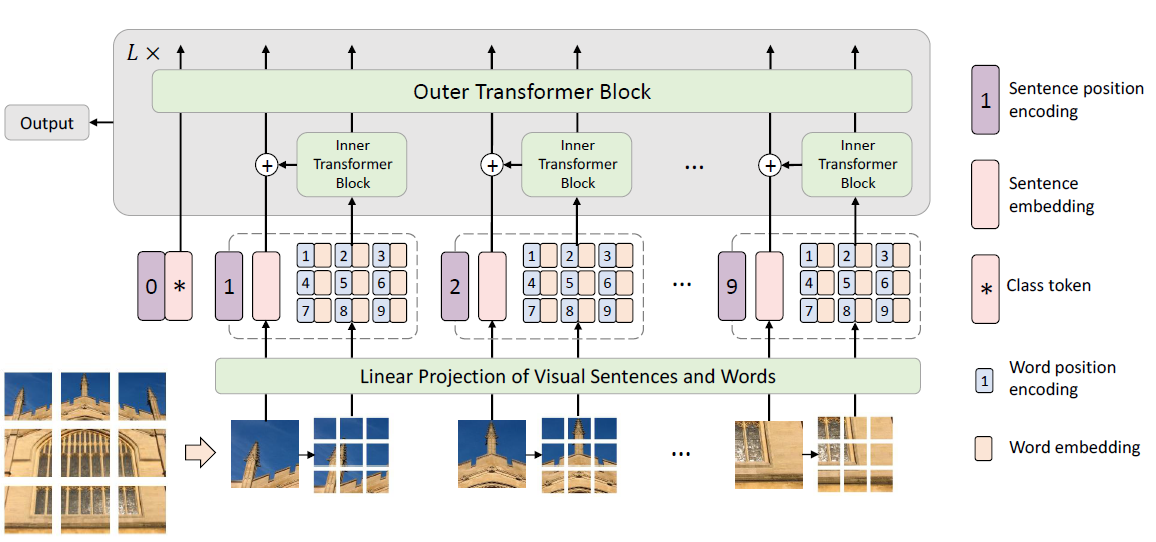 L ×
Outer Transformer Block
Output
Inner
Transformer
Block
+
Inner
Transformer
Block
+
...
Inner
Transformer
Block
+
0 *
1
1 2 3
4 5 6
7 8 9
2
1 2 3
4 5 6
7 8 9
...
9
1 2 3
4 5 6
7 8 9
Linear Projection of Visual Sentences and Words
...
1
Sentence position
encoding
Sentence
embedding
*
Class token
1
Word position
encoding
Word embedding